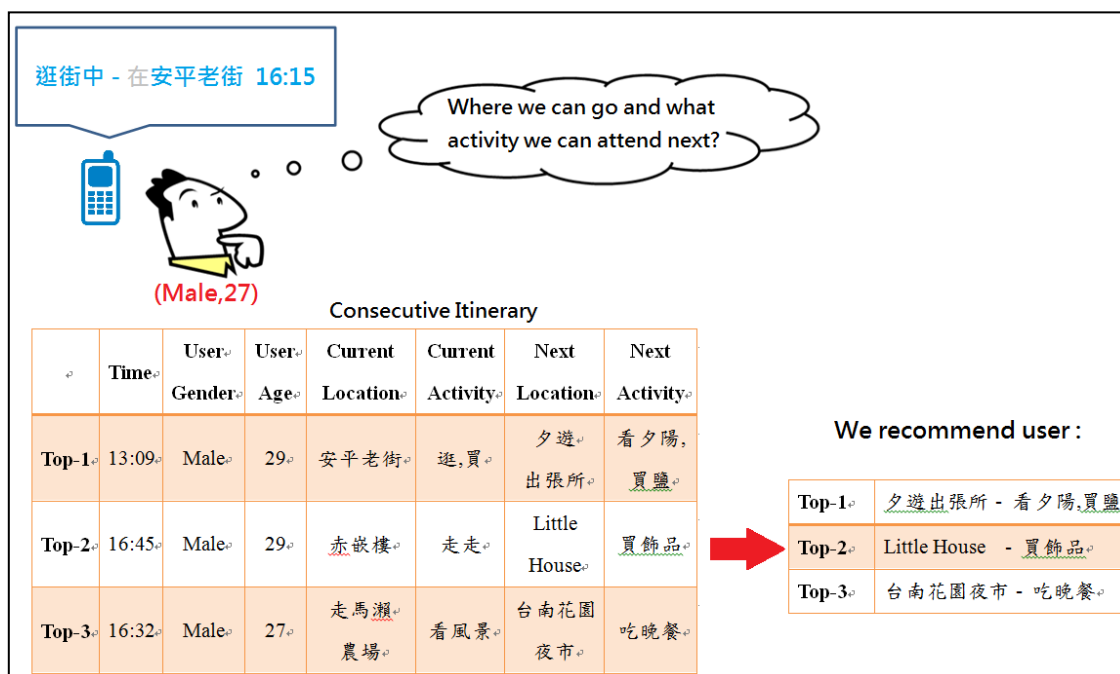 逛街中 - 在安平老街 16:15
Where we can go and what
activity we can attend next?
(Male,27)
Consecutive Itinerary
Time
User
Gender
User
Age
Current
Location
Current
Activity
Next
Location
Next
Activity
Top-1 13:09 Male 29 安平老街 逛,買
夕遊
出張所
看夕陽,
買鹽
Top-2 16:45 Male 29 赤嵌樓 走走
Little
House
買飾品
Top-3 16:32 Male 27
走馬瀨
農場
看風景
台南花園
夜市
吃晚餐
We recommend user :
Top-1 夕遊出張所 - 看夕陽,買鹽
Top-2 Little House - 買飾品
Top-3 台南花園夜市 - 吃晚餐